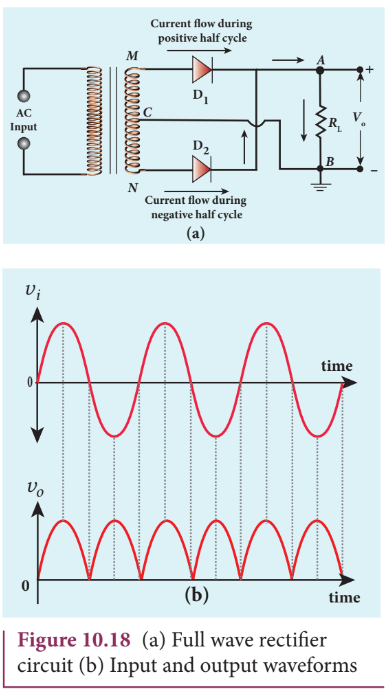 Current flow during
positive half cycle
M
A
+
D1
AC
Input
C
RL
Vo
D2
B
N
–
Current flow during
negative half cycle
(a)
vi
time
0
vo
0
(b)
time
Figure 10.18 (a) Full wave rectifier
circuit (b) Input and output waveforms